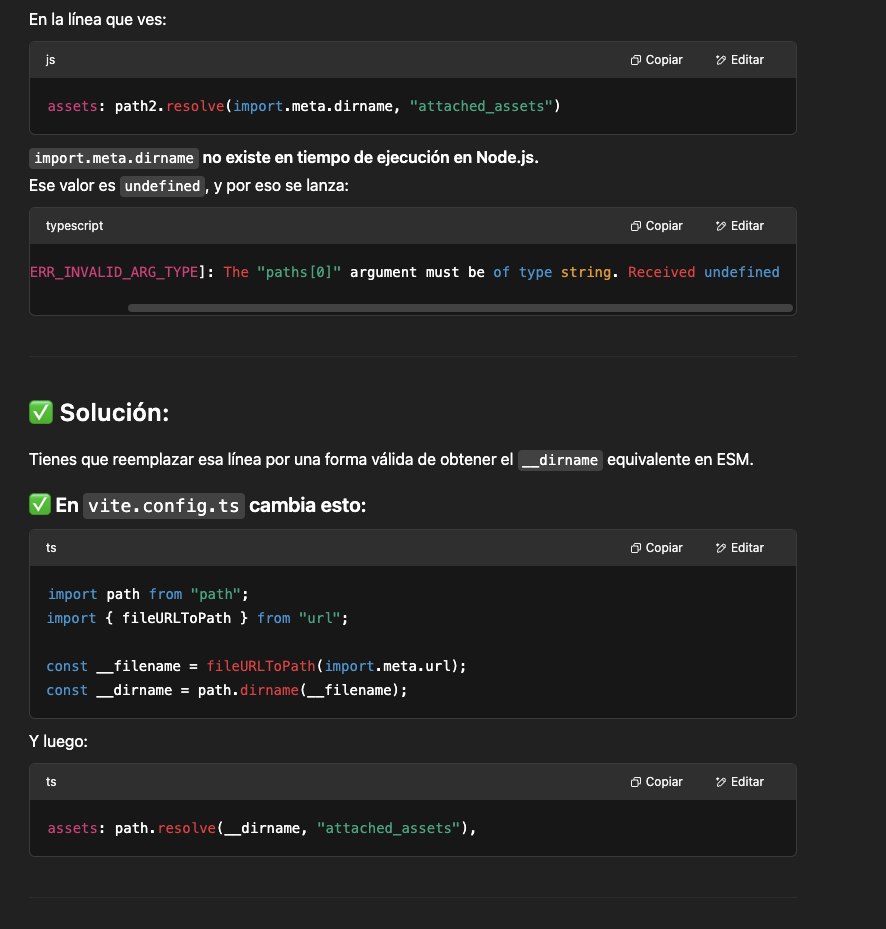 En la línea que ves:
js
Copiar
Editar
assets: path2.resolve(import.meta.dirname, "attached_assets")
import.meta.dirname no existe en tiempo de ejecución en Node.js.
Ese valor es undefined, y por eso se lanza:
typescript
Copiar
Editar
ERR_INVALID_ARG_TYPE]: The "paths[0]" argument must be of type string. Received undefined
✅ Solución:
Tienes que reemplazar esa línea por una forma válida de obtener el __dirname equivalente en ESM.
✅ En vite.config.ts cambia esto:
ts
Copiar
Editar
import path from "path";
import { fileURLToPath } from "url";
const __filename = fileURLToPath(import.meta.url);
const __dirname = path.dirname(__filename);
Y luego:
ts
Copiar
Editar
assets: path.resolve(__dirname, "attached_assets"),